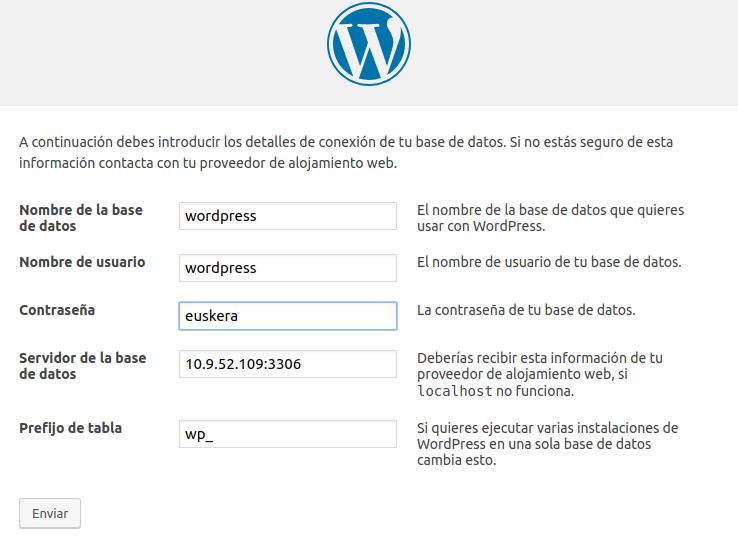 A continuación debes introducir los detalles de conexión de tu base de datos. Si no estás seguro de esta
información contacta con tu proveedor de alojamiento web.
Nombre de la base
de datos
wordpress
El nombre de la base de datos que quieres
usar con WordPress.
Nombre de usuario
wordpress
El nombre de usuario de tu base de datos.
Contraseña
euskera
La contraseña de tu base de datos.
Servidor de la base
de datos
10.9.52.109:3306
Deberías recibir esta información de tu
proveedor de alojamiento web, si
localhost no funciona.
Prefijo de tabla
wp_
Si quieres ejecutar varias instalaciones de
WordPress en una sola base de datos
cambia esto.
Enviar